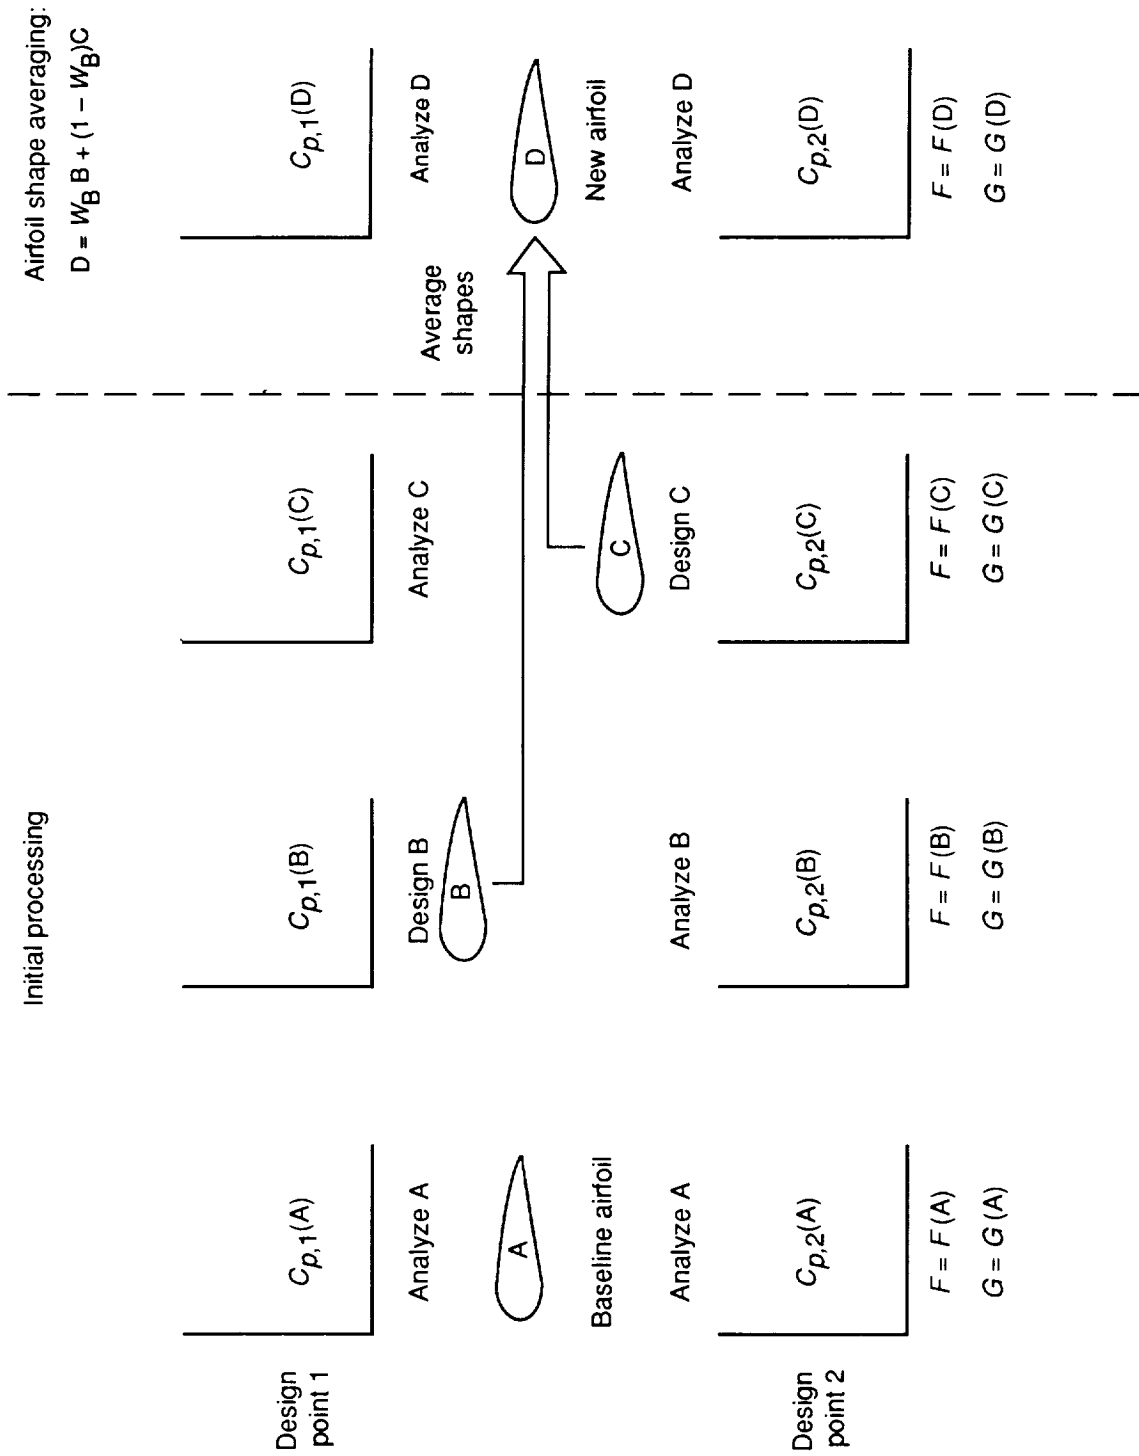 Initial processing
Airfoil shape averaging:
D = W_B B + (1 − W_B)C
Design
point 1
C_p,1(A)
C_p,1(B)
C_p,1(C)
C_p,1(D)
Analyze A
Design B
Analyze C
Analyze D
A
B
C
D
Average
shapes
Baseline airfoil
New airfoil
Analyze A
Analyze B
Design C
Analyze D
Design
point 2
C_p,2(A)
C_p,2(B)
C_p,2(C)
C_p,2(D)
F = F(A)
F = F(B)
F = F(C)
F = F(D)
G = G(A)
G = G(B)
G = G(C)
G = G(D)